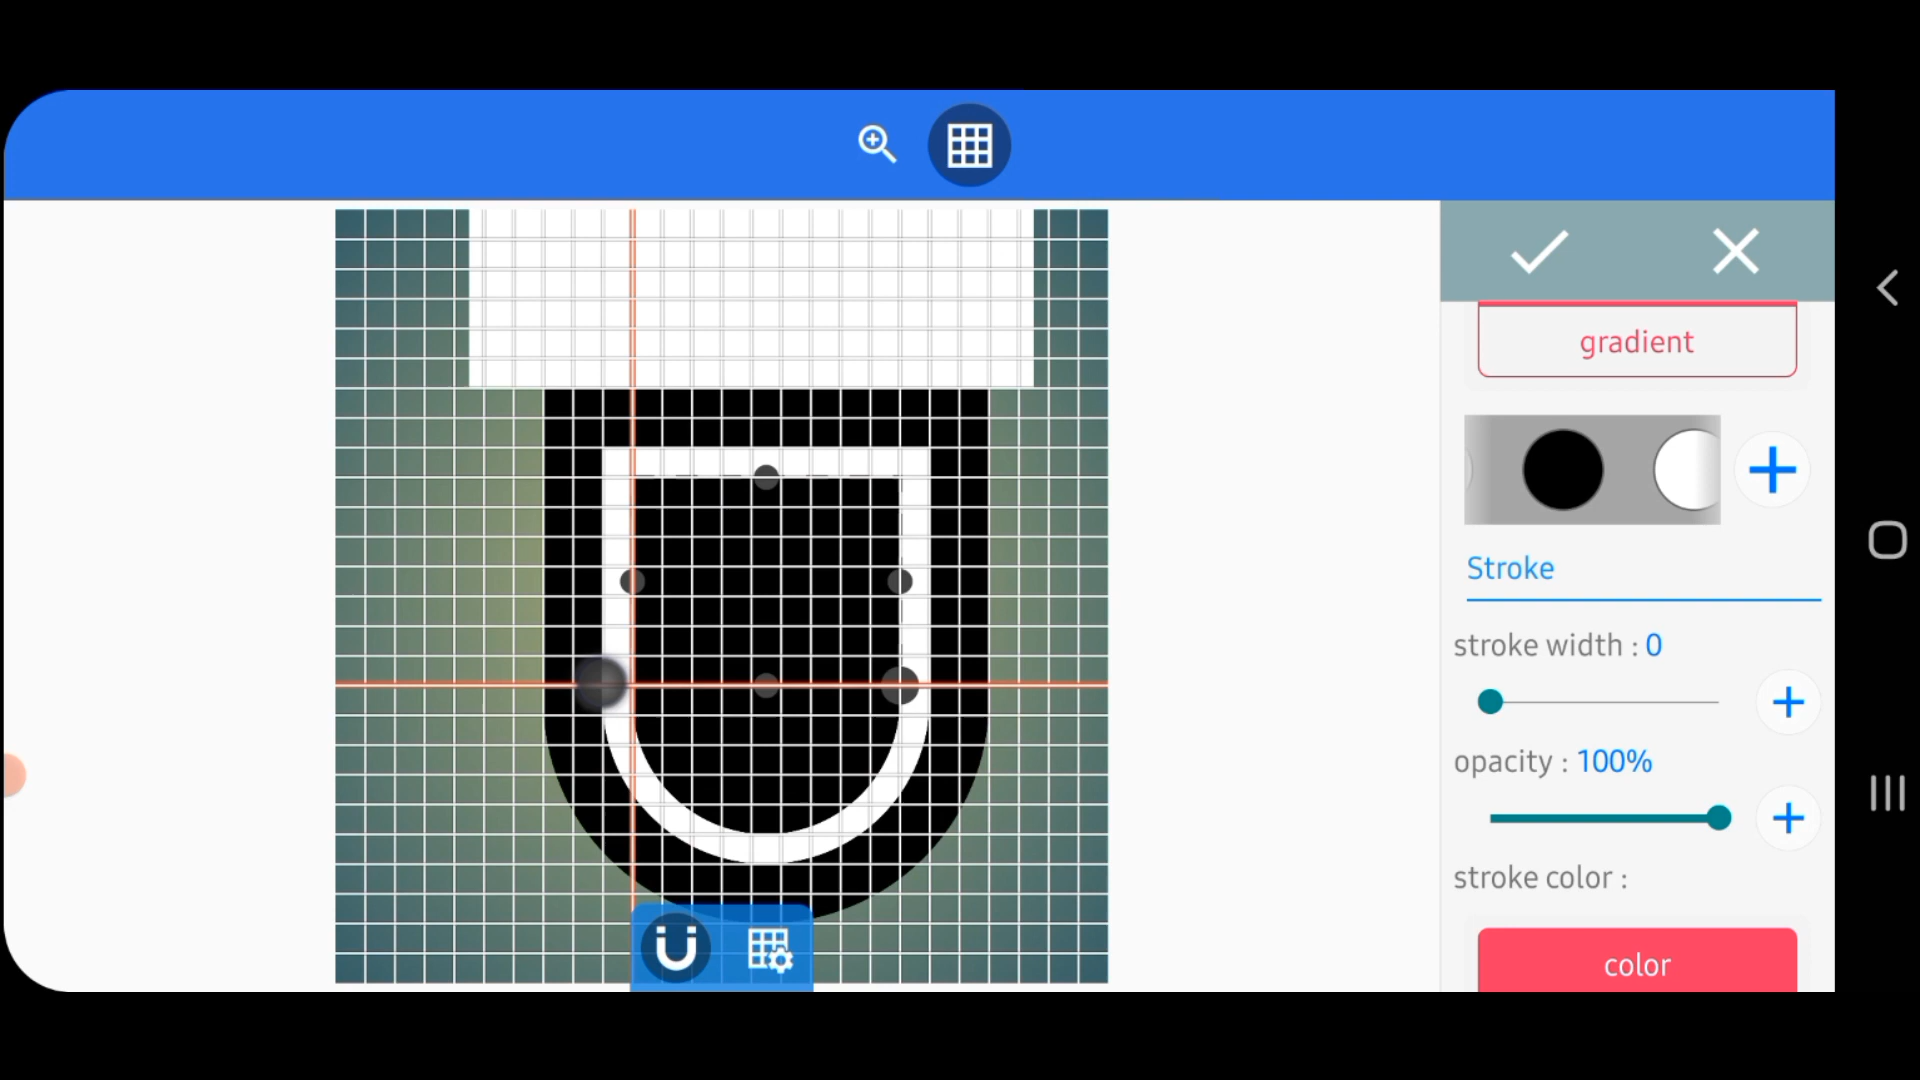 gradient
Stroke
stroke width : 0
opacity : 100%
stroke color :
color